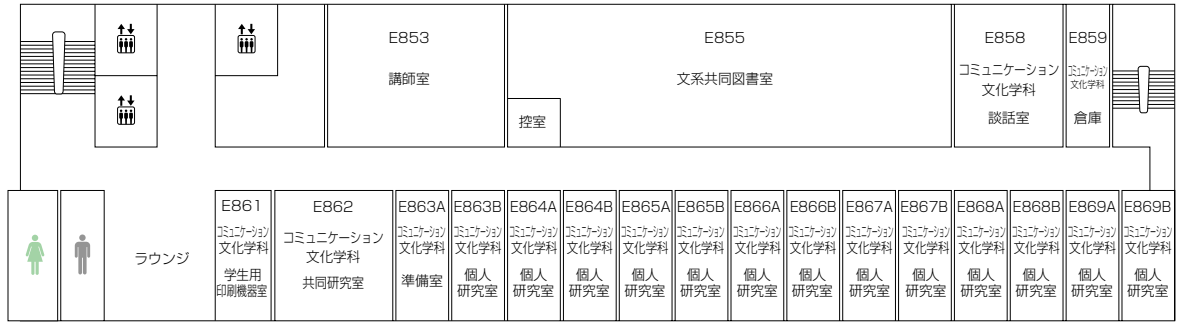 E853
講師室
E855
文系共同図書室
控室
E858
コミュニケーション
文化学科
談話室
E859
コミュニケーション
文化学科
倉庫
ラウンジ
E861
コミュニケーション
文化学科
学生用
印刷機器室
E862
コミュニケーション
文化学科
共同研究室
E863A
コミュニケーション
文化学科
準備室
E863B
コミュニケーション
文化学科
個人
研究室
E864A
コミュニケーション
文化学科
個人
研究室
E864B
コミュニケーション
文化学科
個人
研究室
E865A
コミュニケーション
文化学科
個人
研究室
E865B
コミュニケーション
文化学科
個人
研究室
E866A
コミュニケーション
文化学科
個人
研究室
E866B
コミュニケーション
文化学科
個人
研究室
E867A
コミュニケーション
文化学科
個人
研究室
E867B
コミュニケーション
文化学科
個人
研究室
E868A
コミュニケーション
文化学科
個人
研究室
E868B
コミュニケーション
文化学科
個人
研究室
E869A
コミュニケーション
文化学科
個人
研究室
E869B
コミュニケーション
文化学科
個人
研究室